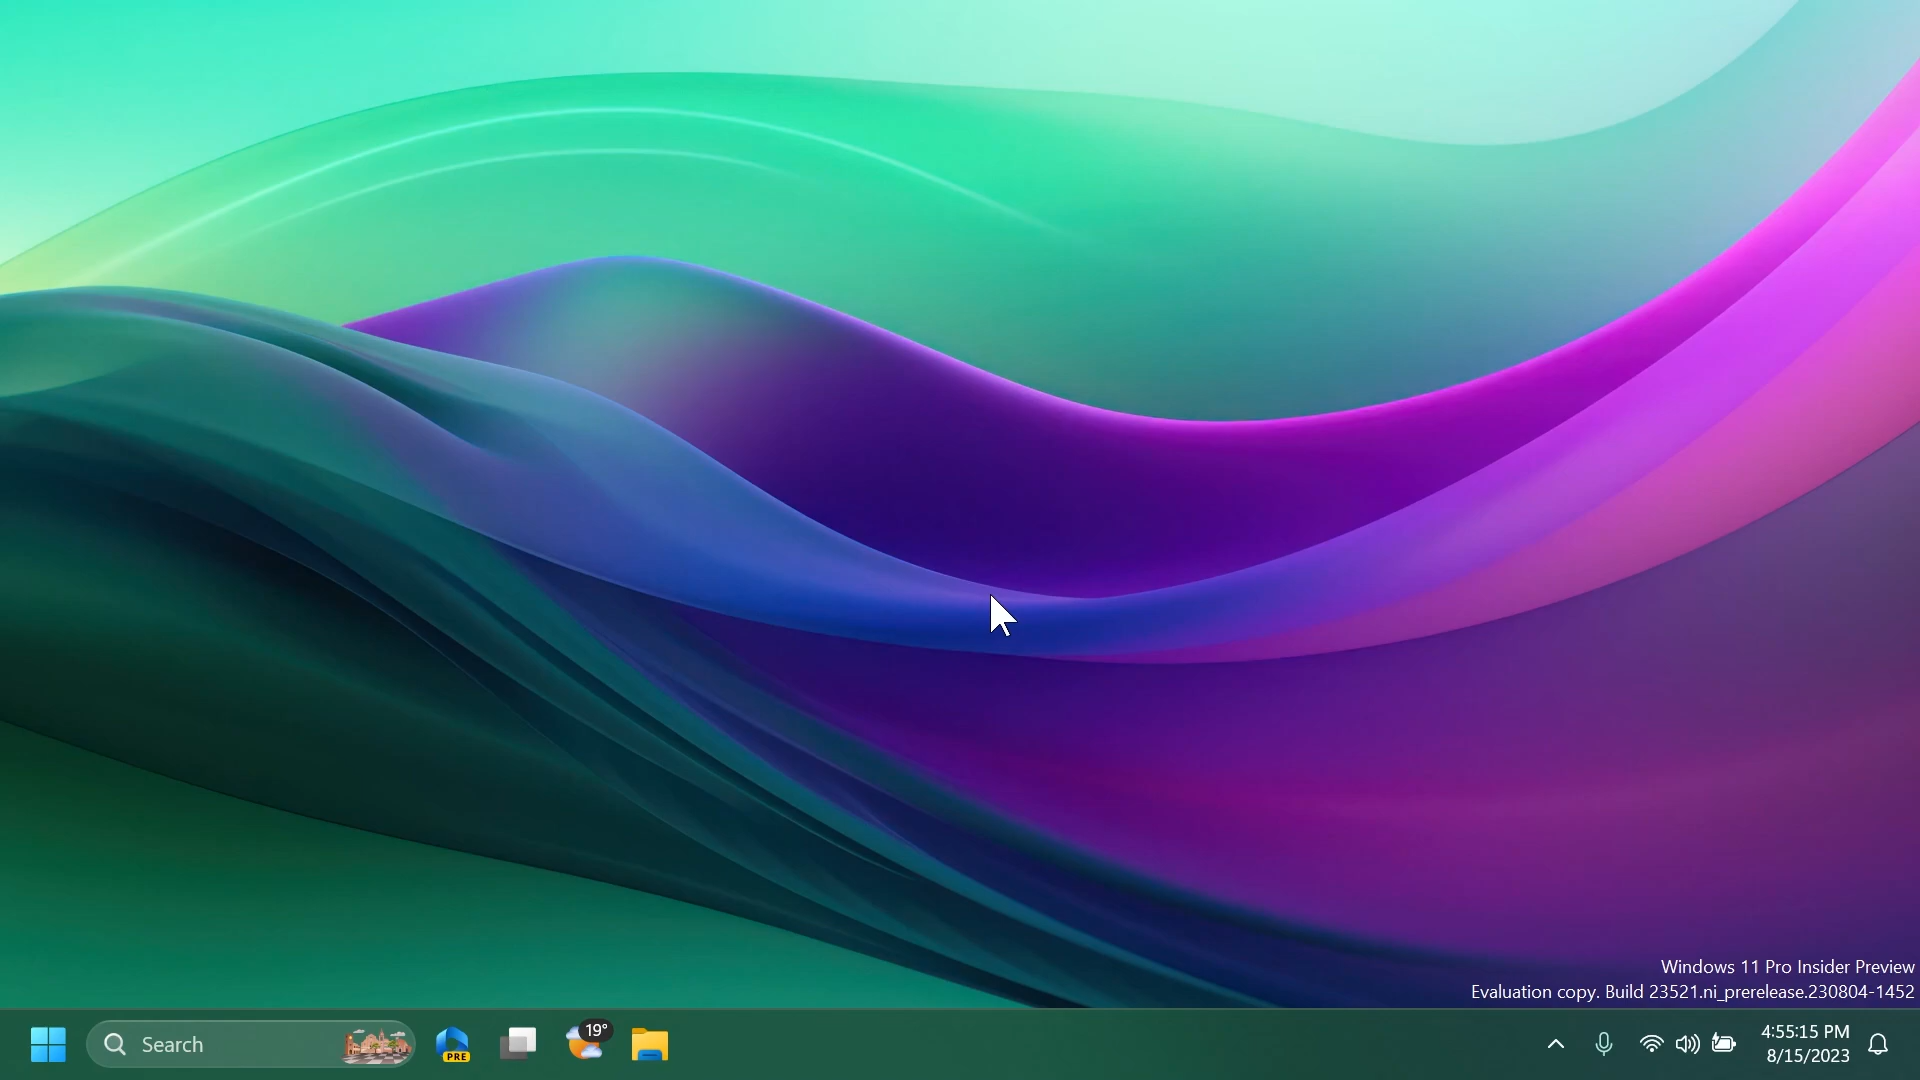 Windows 11 Pro Insider Preview
Evaluation copy. Build 23521.ni_prerelease.230804-1452
Search
PRE
19°
4:55:15 PM
8/15/2023